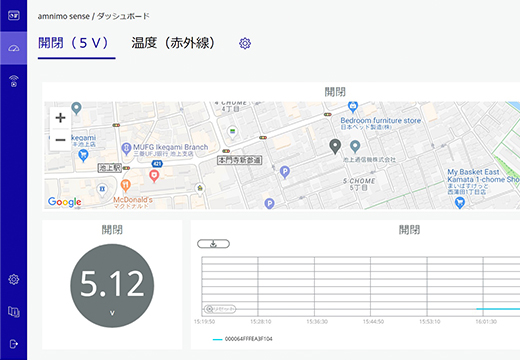 amnimo sense / ダッシュボード
開閉（５Ｖ）
温度（赤外線）
開閉
+
−
4 CHOME
4丁目
Bedroom furniture store
日本ベッド製造(株)
Ikegami
MUFG Ikegami Branch
三菱UFJ銀行 池上支店
421
池上駅
本門寺新参道
池上通信機株式会社
5 CHOME
5丁目
McDonald's
マクドナルド
My Basket East
Kamata 1-chome Sho
まいばすけっと
西蒲田1丁目店
Google
開閉
5.12
v
開閉
リセット
15:19:50
15:28:10
15:36:30
15:44:50
15:53:10
16:01:30
000064FFFEA3F104